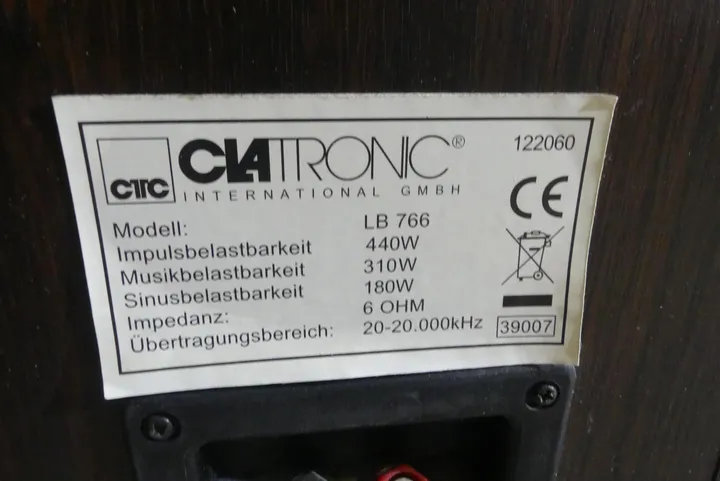 CTC CLATRONIC® 122060
INTERNATIONAL GMBH
CE
Modell: LB 766
Impulsbelastbarkeit 440W
Musikbelastbarkeit 310W
Sinusbelastbarkeit 180W
Impedanz: 6 OHM
Übertragungsbereich: 20-20.000kHz 39007